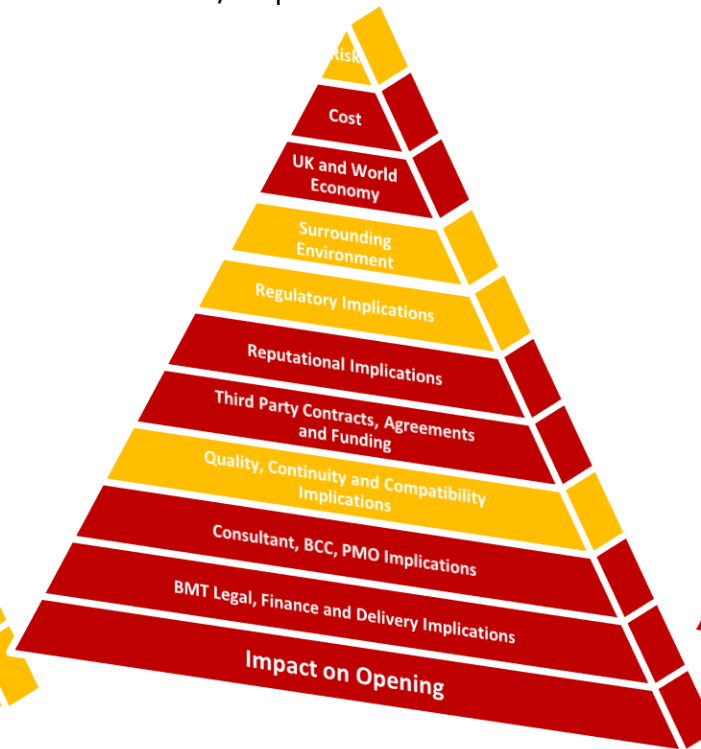 Risk
Cost
UK and World
Economy
Surrounding
Environment
Regulatory Implications
Reputational Implications
Third Party Contracts, Agreements
and Funding
Quality, Continuity and Compatibility
Implications
Consultant, BCC, PMO Implications
BMT Legal, Finance and Delivery Implications
Impact on Opening